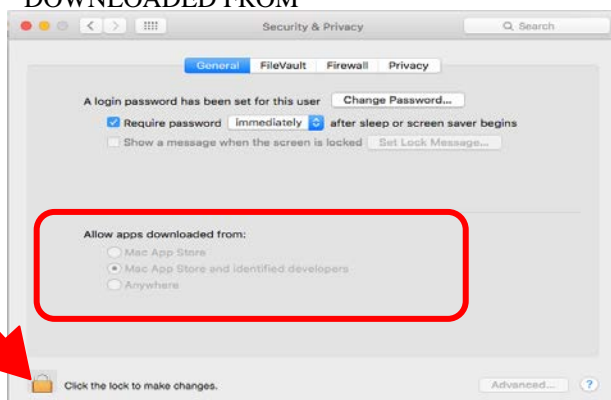 DOWNLOADED FROM
Security & Privacy
Search
General FileVault Firewall Privacy
A login password has been set for this user Change Password...
Require password immediately after sleep or screen saver begins
Show a message when the screen is locked Set Lock Message...
Allow apps downloaded from:
Mac App Store
Mac App Store and identified developers
Anywhere
Click the lock to make changes.
Advanced... ?